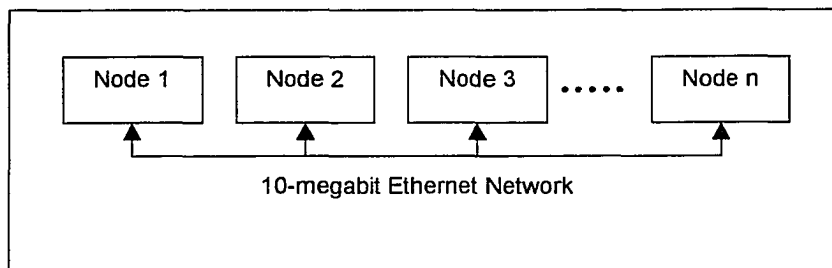 Node 1 Node 2 Node 3 ..... Node n
10-megabit Ethernet Network